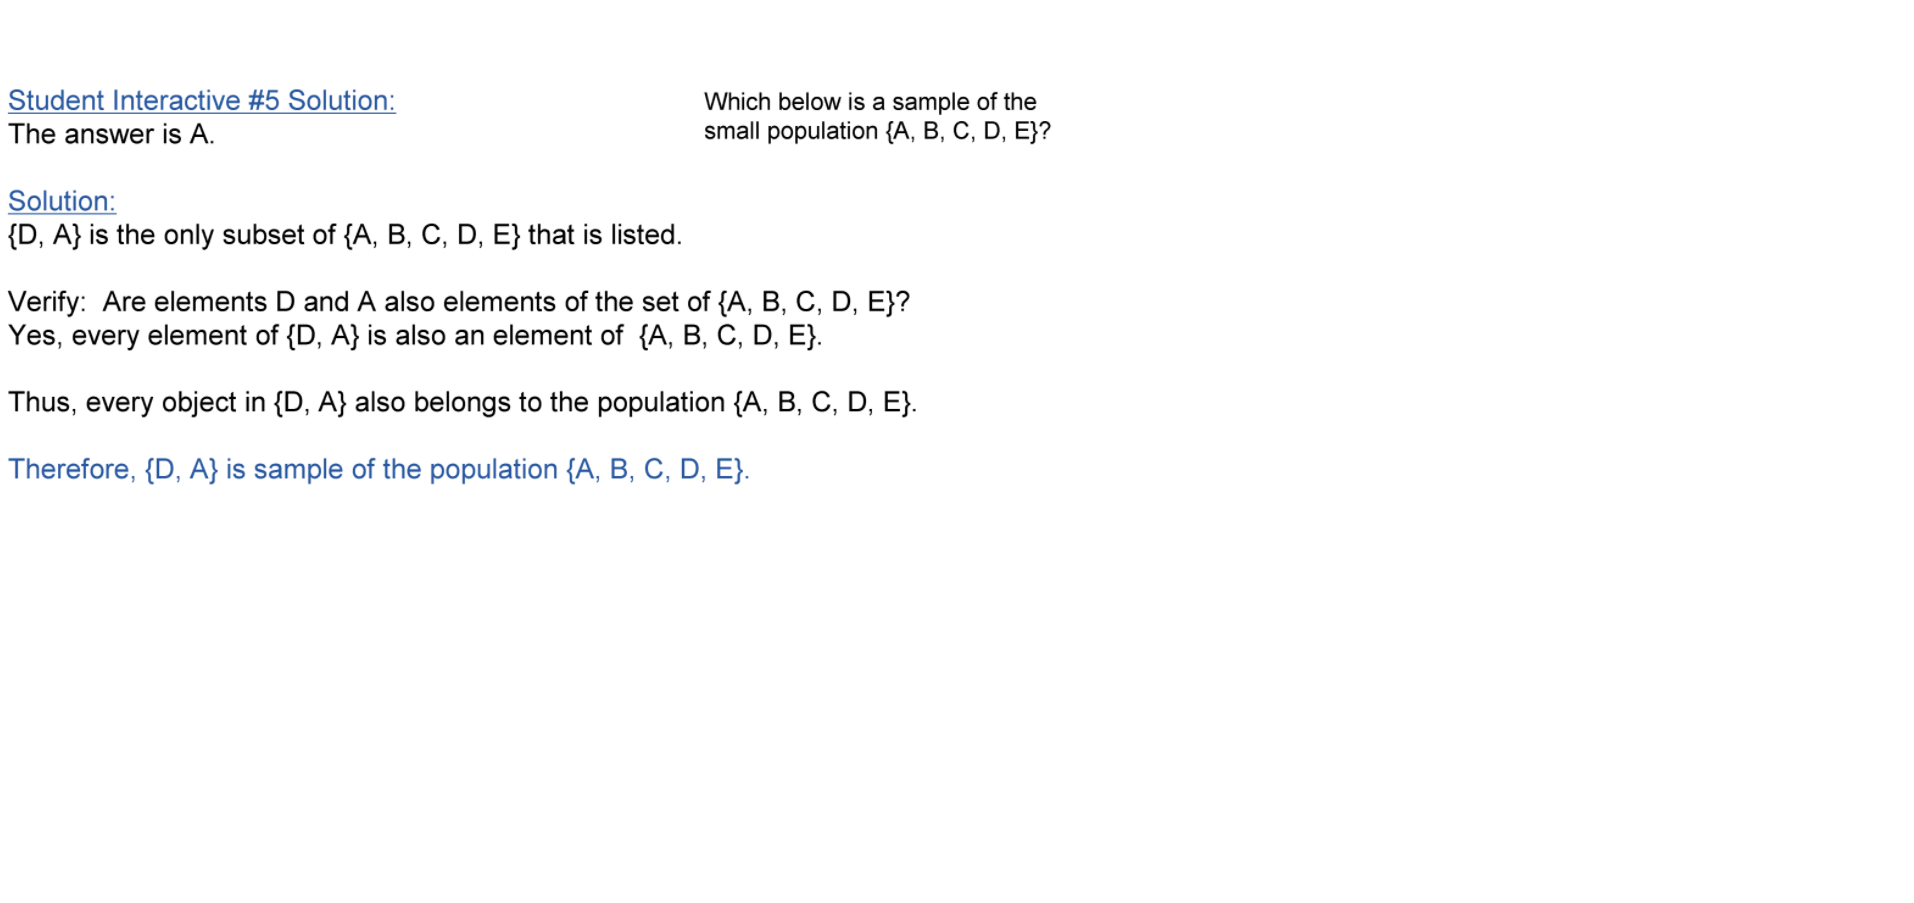 Student Interactive #5 Solution:
The answer is A.
Which below is a sample of the
small population {A, B, C, D, E}?
Solution:
{D, A} is the only subset of {A, B, C, D, E} that is listed.
Verify:  Are elements D and A also elements of the set of {A, B, C, D, E}?
Yes, every element of {D, A} is also an element of  {A, B, C, D, E}.
Thus, every object in {D, A} also belongs to the population {A, B, C, D, E}.
Therefore, {D, A} is sample of the population {A, B, C, D, E}.